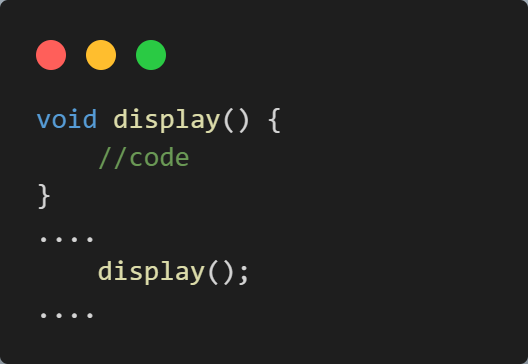 void display() {
    //code
}
....
    display();
....